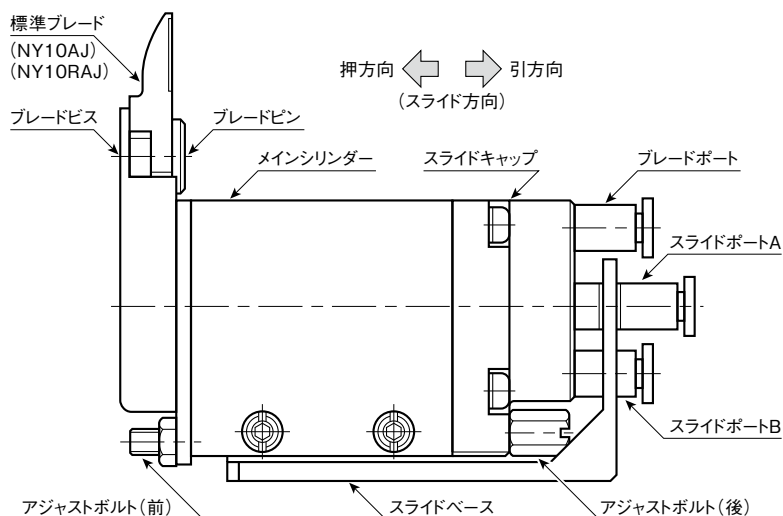 標準ブレード
(NY10AJ)
(NY10RAJ)
押方向
引方向
(スライド方向)
ブレードビス
ブレードピン
メインシリンダー
スライドキャップ
ブレードポート
スライドポートA
スライドポートB
アジャストボルト(前)
スライドベース
アジャストボルト(後)